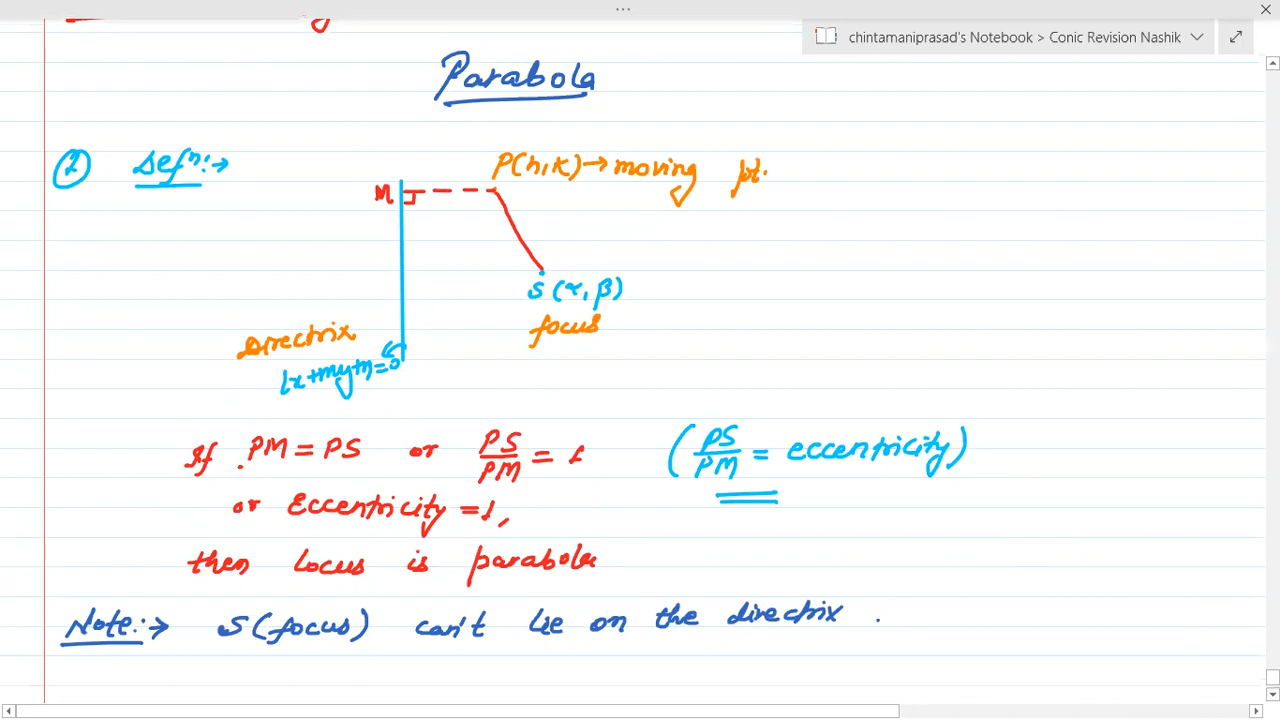 chintamaniprasad's Notebook > Conic Revision Nashik
Parabola
① Defⁿ:→
P(h,K)→moving pt.
M
S (α, β)
focus
Directrix
lx+my+n=0
If PM = PS or PS/PM = 1 (PS/PM = eccentricity)
or Eccentricity = 1,
then Locus is parabola
Note:→ S(focus) can't lie on the directrix .